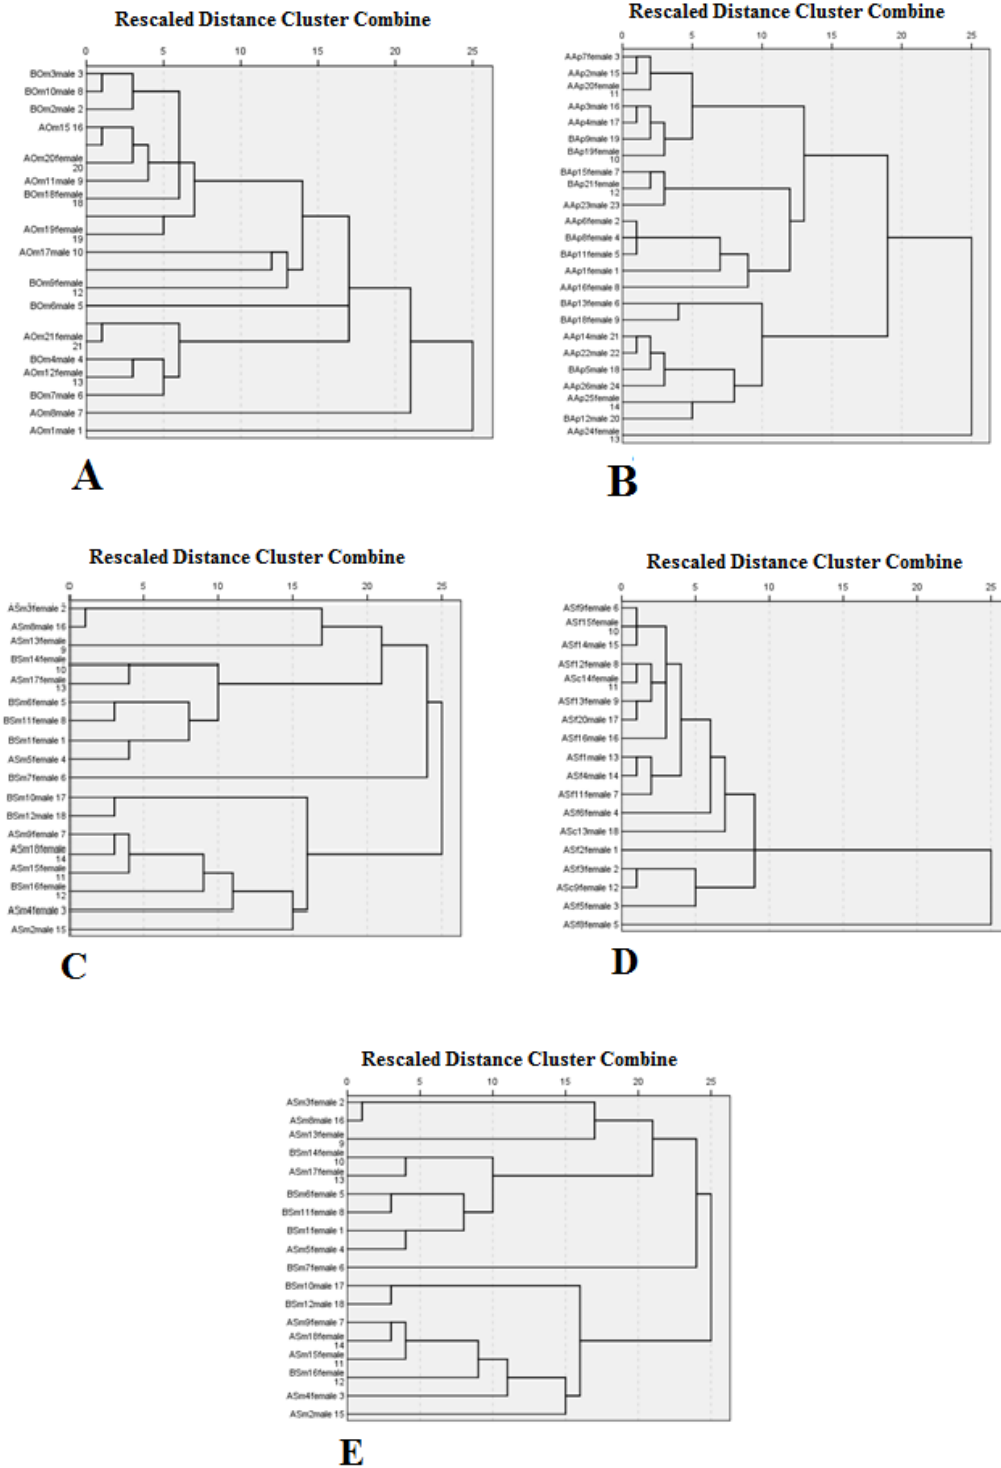 Rescaled Distance Cluster Combine
0 5 10 15 20 25
BOm3male 3
BOm10male 8
BOm2male 2
AOm15 16
AOm20female
20
AOm11male 9
BOm18female
18
AOm19female
19
AOm17male 10
BOm9female
12
BOm6male 5
AOm21female
21
BOm4male 4
AOm12female
13
BOm7male 6
AOm8male 7
AOm1male 1
A
Rescaled Distance Cluster Combine
0 5 10 15 20 25
AAp7female 3
AAp2male 15
AAp20female
11
AAp3male 16
AAp4male 17
BAp9male 19
BAp19female
10
BAp15female 7
BAp21female
12
AAp23male 23
AAp6female 2
BAp8female 4
BAp11female 5
AAp1female 1
AAp16female 8
BAp13female 6
BAp18female 9
AAp14male 21
AAp22male 22
BAp5male 18
AAp26male 24
AAp25female
14
BAp12male 20
AAp24female
13
B
Rescaled Distance Cluster Combine
0 5 10 15 20 25
ASm3female 2
ASm8male 16
ASm13female
9
BSm14female
10
ASm17female
13
BSm6female 5
BSm11female 8
BSm1female 1
ASm5female 4
BSm7female 6
BSm10male 17
BSm12male 18
ASm9female 7
ASm18female
14
ASm15female
11
BSm16female
12
ASm4female 3
ASm2male 15
C
Rescaled Distance Cluster Combine
0 5 10 15 20 25
ASf9female 6
ASf15female
10
ASf14male 15
ASf12female 8
ASc14female
11
ASf13female 9
ASf20male 17
ASf16male 16
ASf1male 13
ASf4male 14
ASf11female 7
ASf6female 4
ASc13male 18
ASf2female 1
ASf3female 2
ASc9female 12
ASf5female 3
ASf8female 5
D
Rescaled Distance Cluster Combine
0 5 10 15 20 25
ASm3female 2
ASm8male 16
ASm13female
9
BSm14female
10
ASm17female
13
BSm6female 5
BSm11female 8
BSm1female 1
ASm5female 4
BSm7female 6
BSm10male 17
BSm12male 18
ASm9female 7
ASm18female
14
ASm15female
11
BSm16female
12
ASm4female 3
ASm2male 15
E